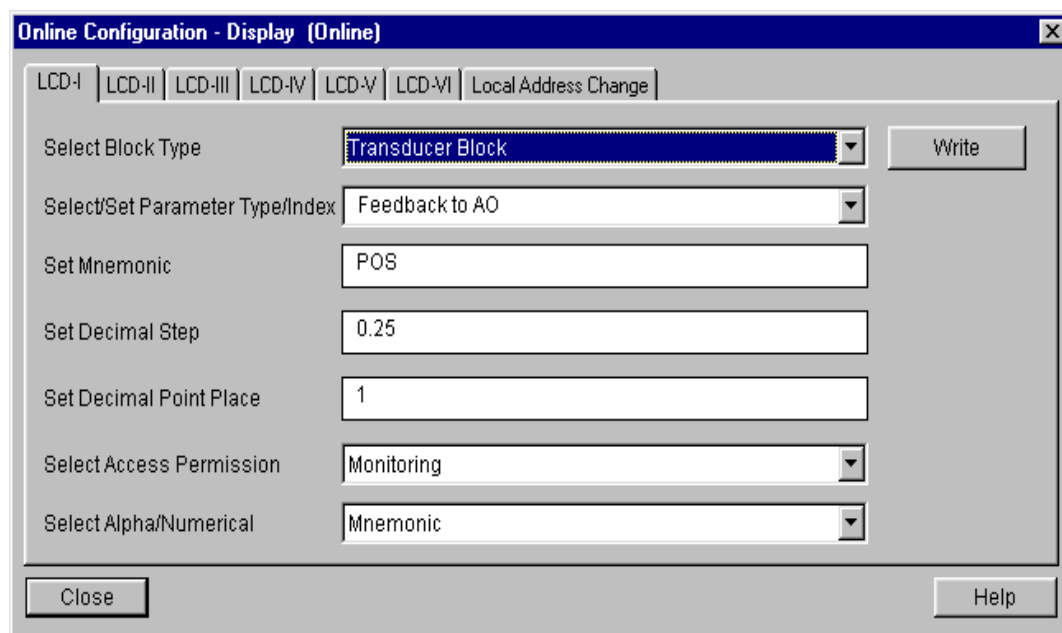 Online Configuration - Display (Online)
LCD-I LCD-II LCD-III LCD-IV LCD-V LCD-VI Local Address Change
Select Block Type Transducer Block Write
Select/Set Parameter Type/Index Feedback to AO
Set Mnemonic POS
Set Decimal Step 0.25
Set Decimal Point Place 1
Select Access Permission Monitoring
Select Alpha/Numerical Mnemonic
Close Help